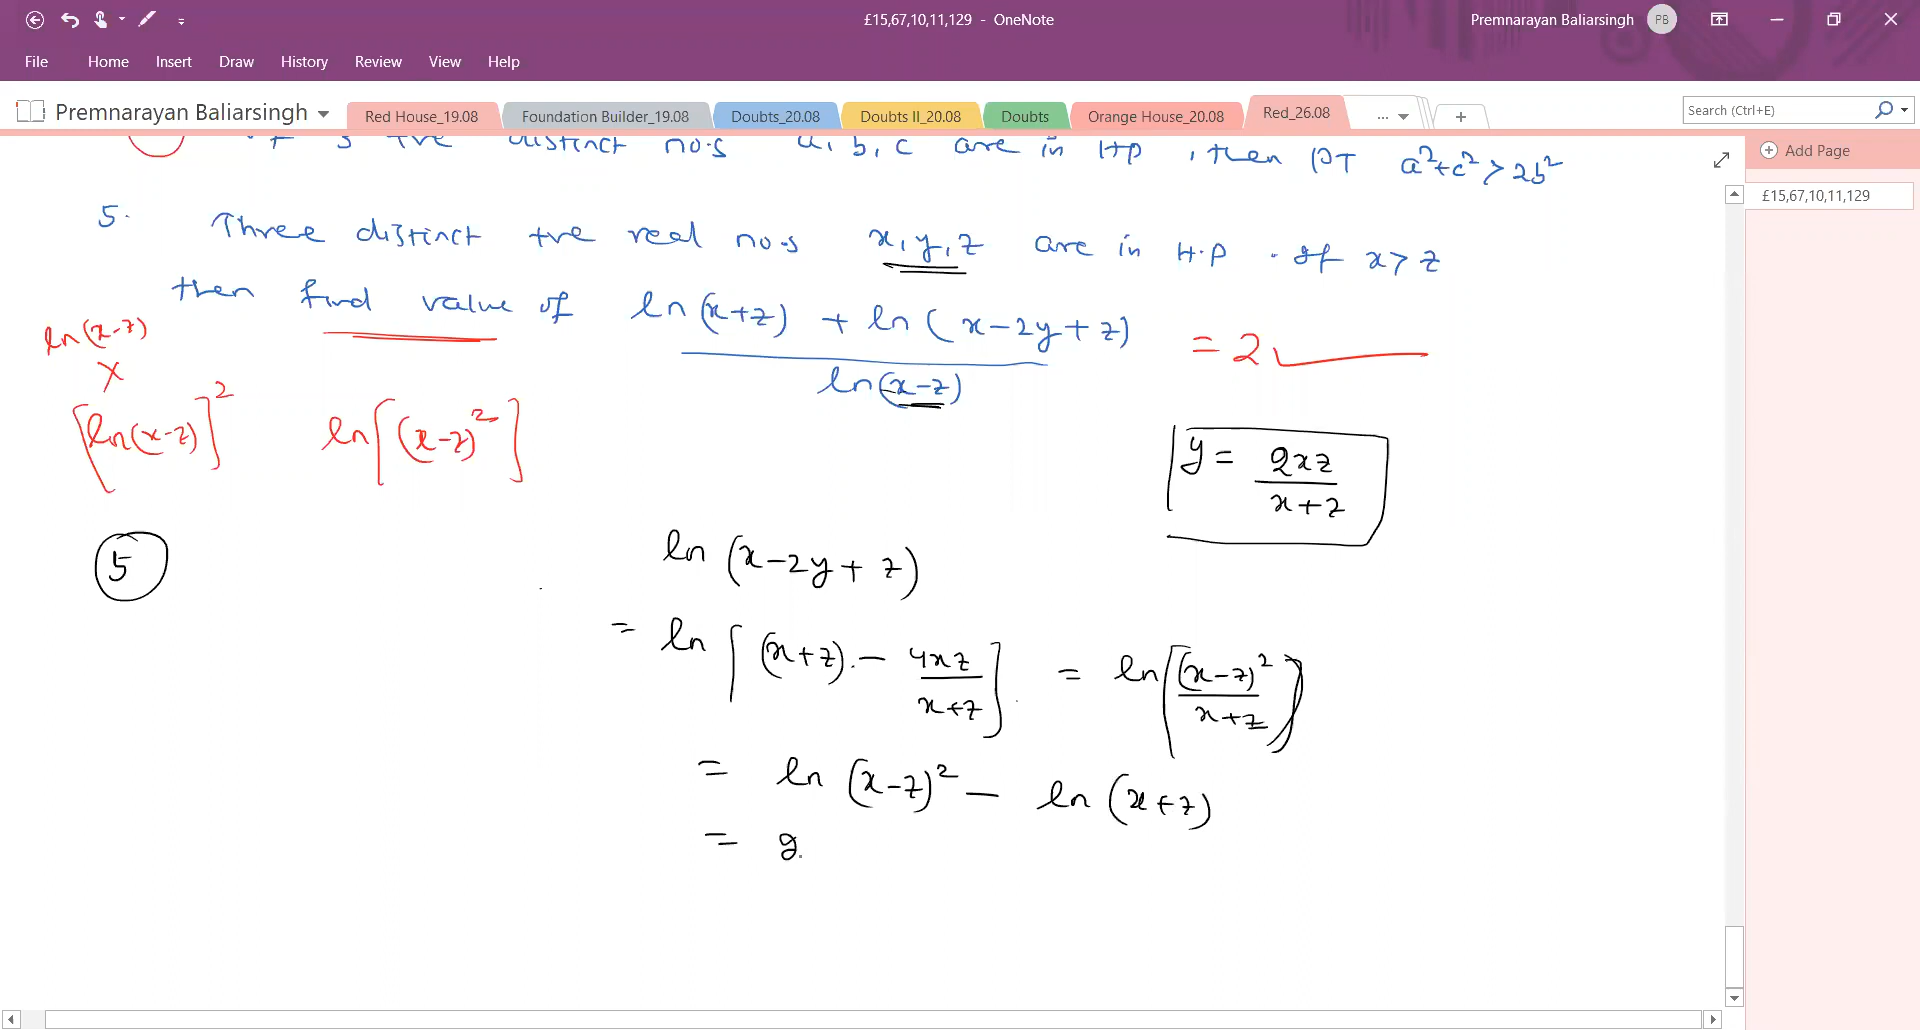 £15,67,10,11,129 - OneNote
Premnarayan Baliarsingh PB
File Home Insert Draw History Review View Help
Premnarayan Baliarsingh
Red House_19.08 Foundation Builder_19.08 Doubts_20.08 Doubts II_20.08 Doubts Orange House_20.08 Red_26.08 ... +
Search (Ctrl+E)
Add Page
£15,67,10,11,129
If 3 +ve distinct no.s a, b, c are in HP, then PT a²+c² > 2b²
5. Three distinct +ve real no.s x, y, z are in H.P. If x > z
then find value of ln(x+z) + ln(x-2y+z) = 2
ln(x-z)
ln(x-z)
X
[ln(x-z)]² ln[(x-z)²]
y = 2xz
x+z
5
ln(x-2y+z)
= ln[(x+z) - 4xz/x+z] = ln((x-z)²/x+z)
= ln(x-z)² - ln(x+z)
=